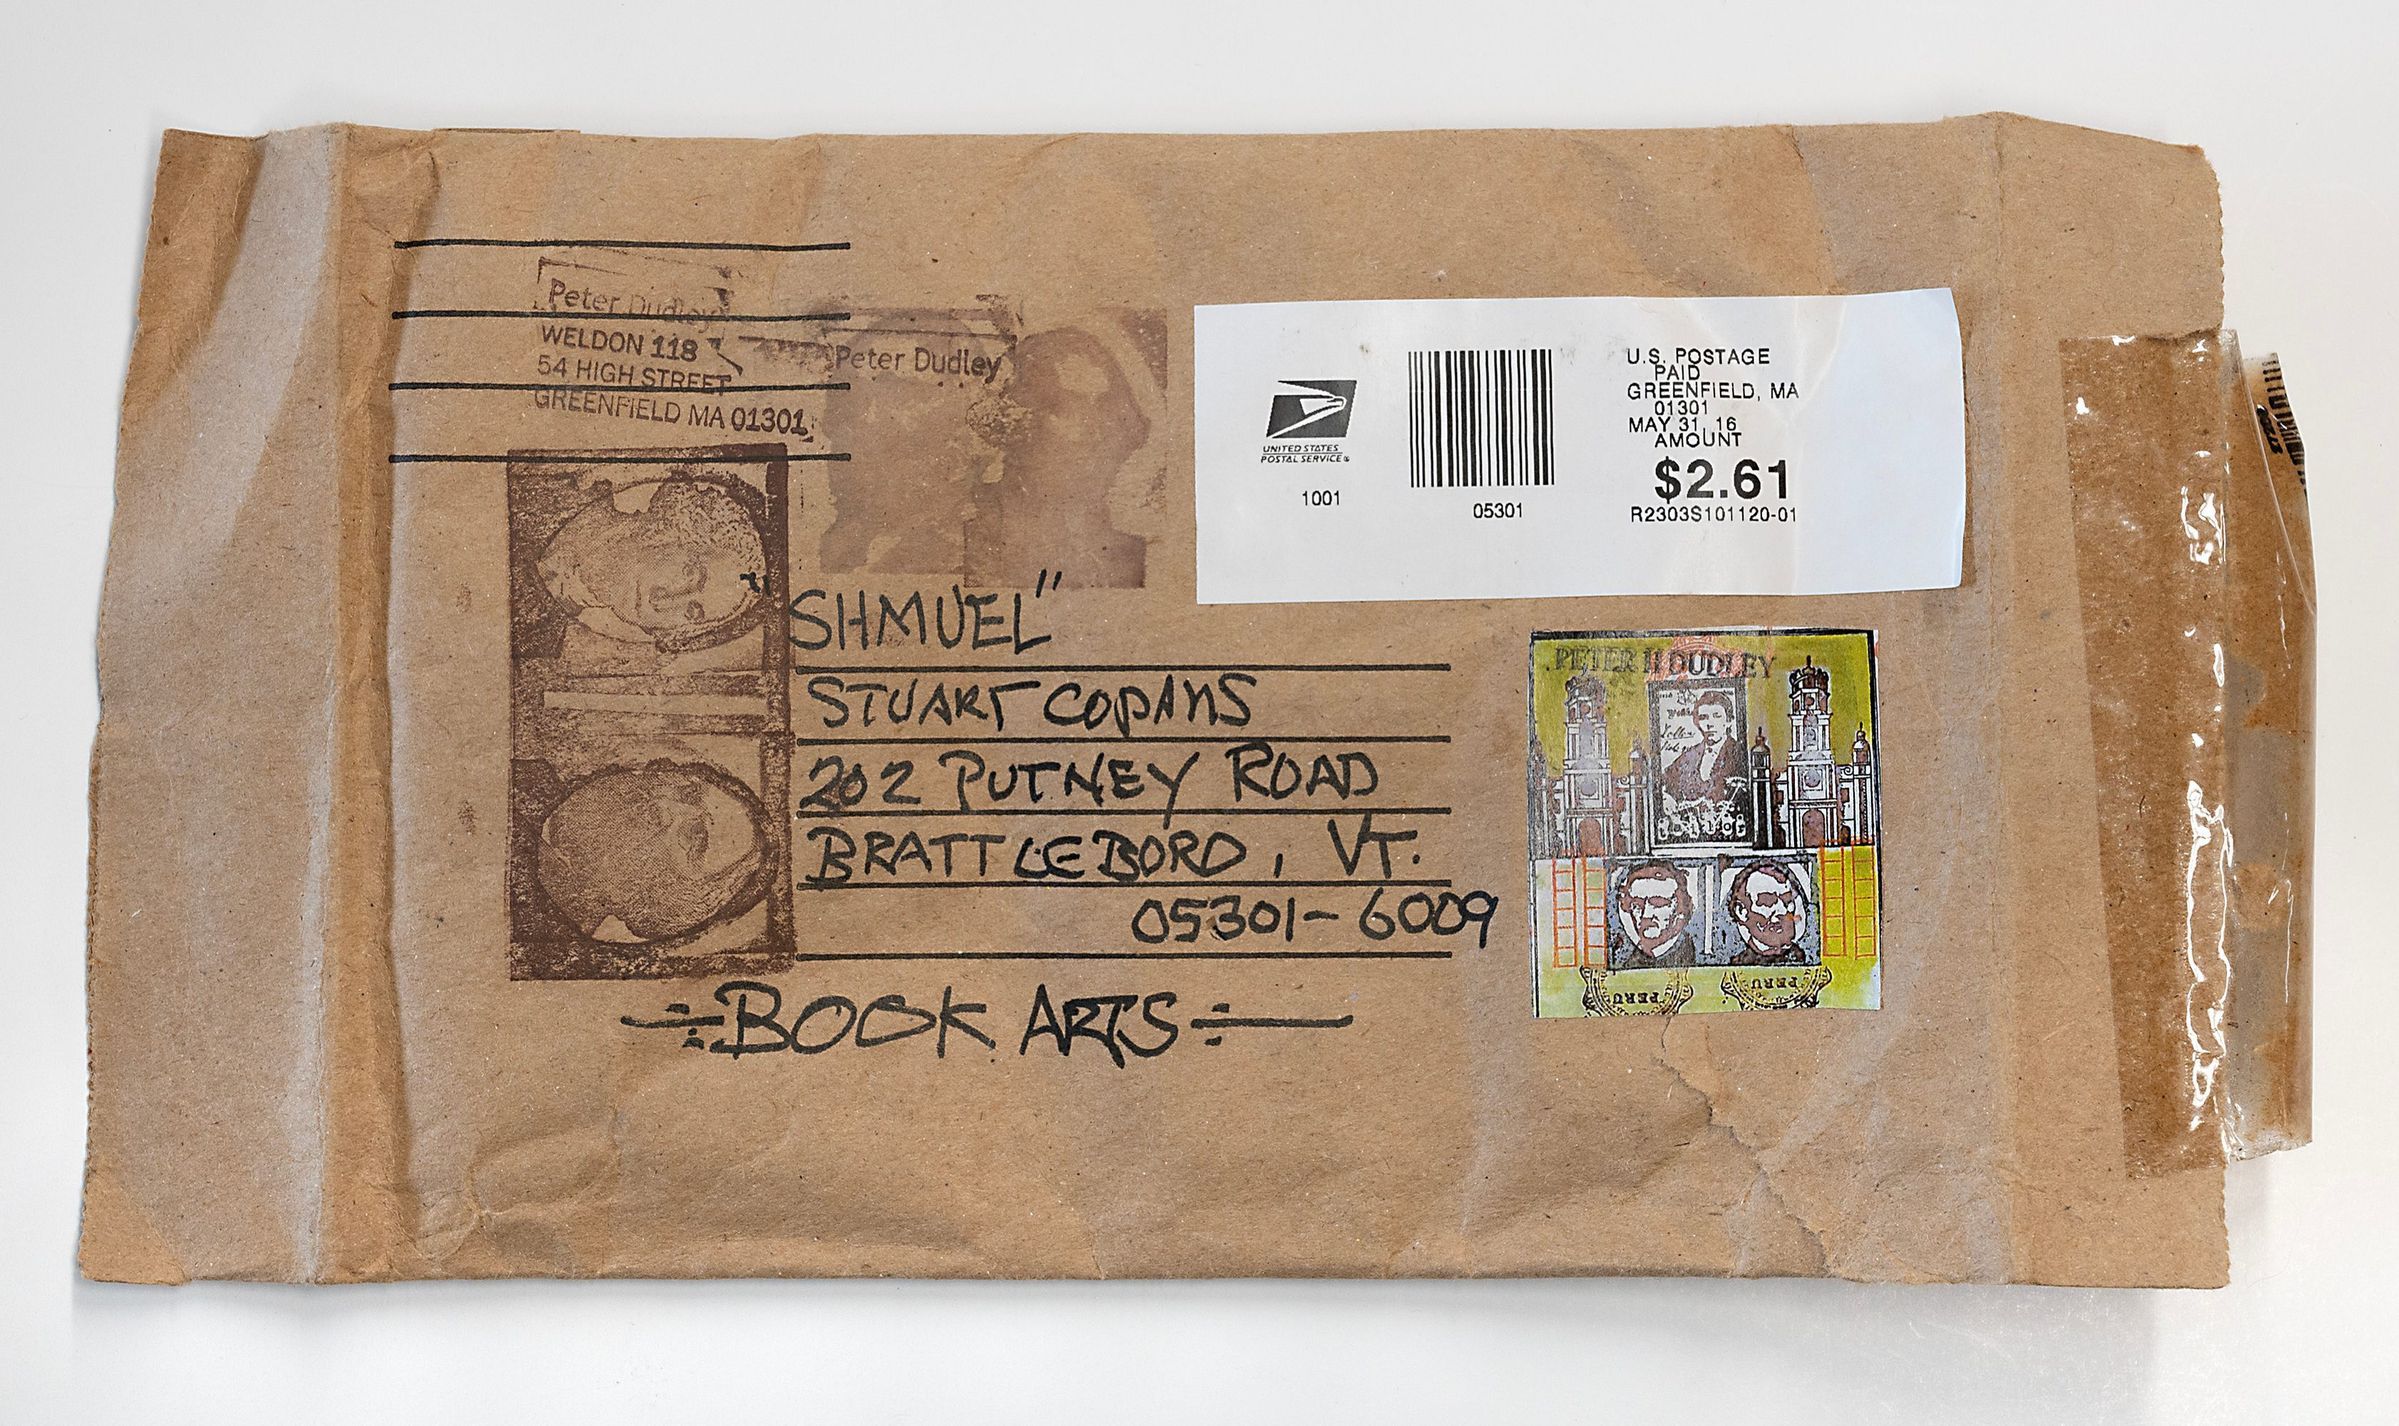 Peter Dudley
WELDON 118
54 HIGH STREET
GREENFIELD MA 01301
Peter Dudley
UNITED STATES
POSTAL SERVICE®
1001
05301
U.S. POSTAGE
PAID
GREENFIELD, MA
01301
MAY 31, 16
AMOUNT
$2.61
R2303S101120-01
"SHMUEL"
STUART COPANS
202 PUTNEY ROAD
BRATTLEBORO, VT.
05301-6009
BOOK ARTS
PETER H DUDLEY
PERU
PERU